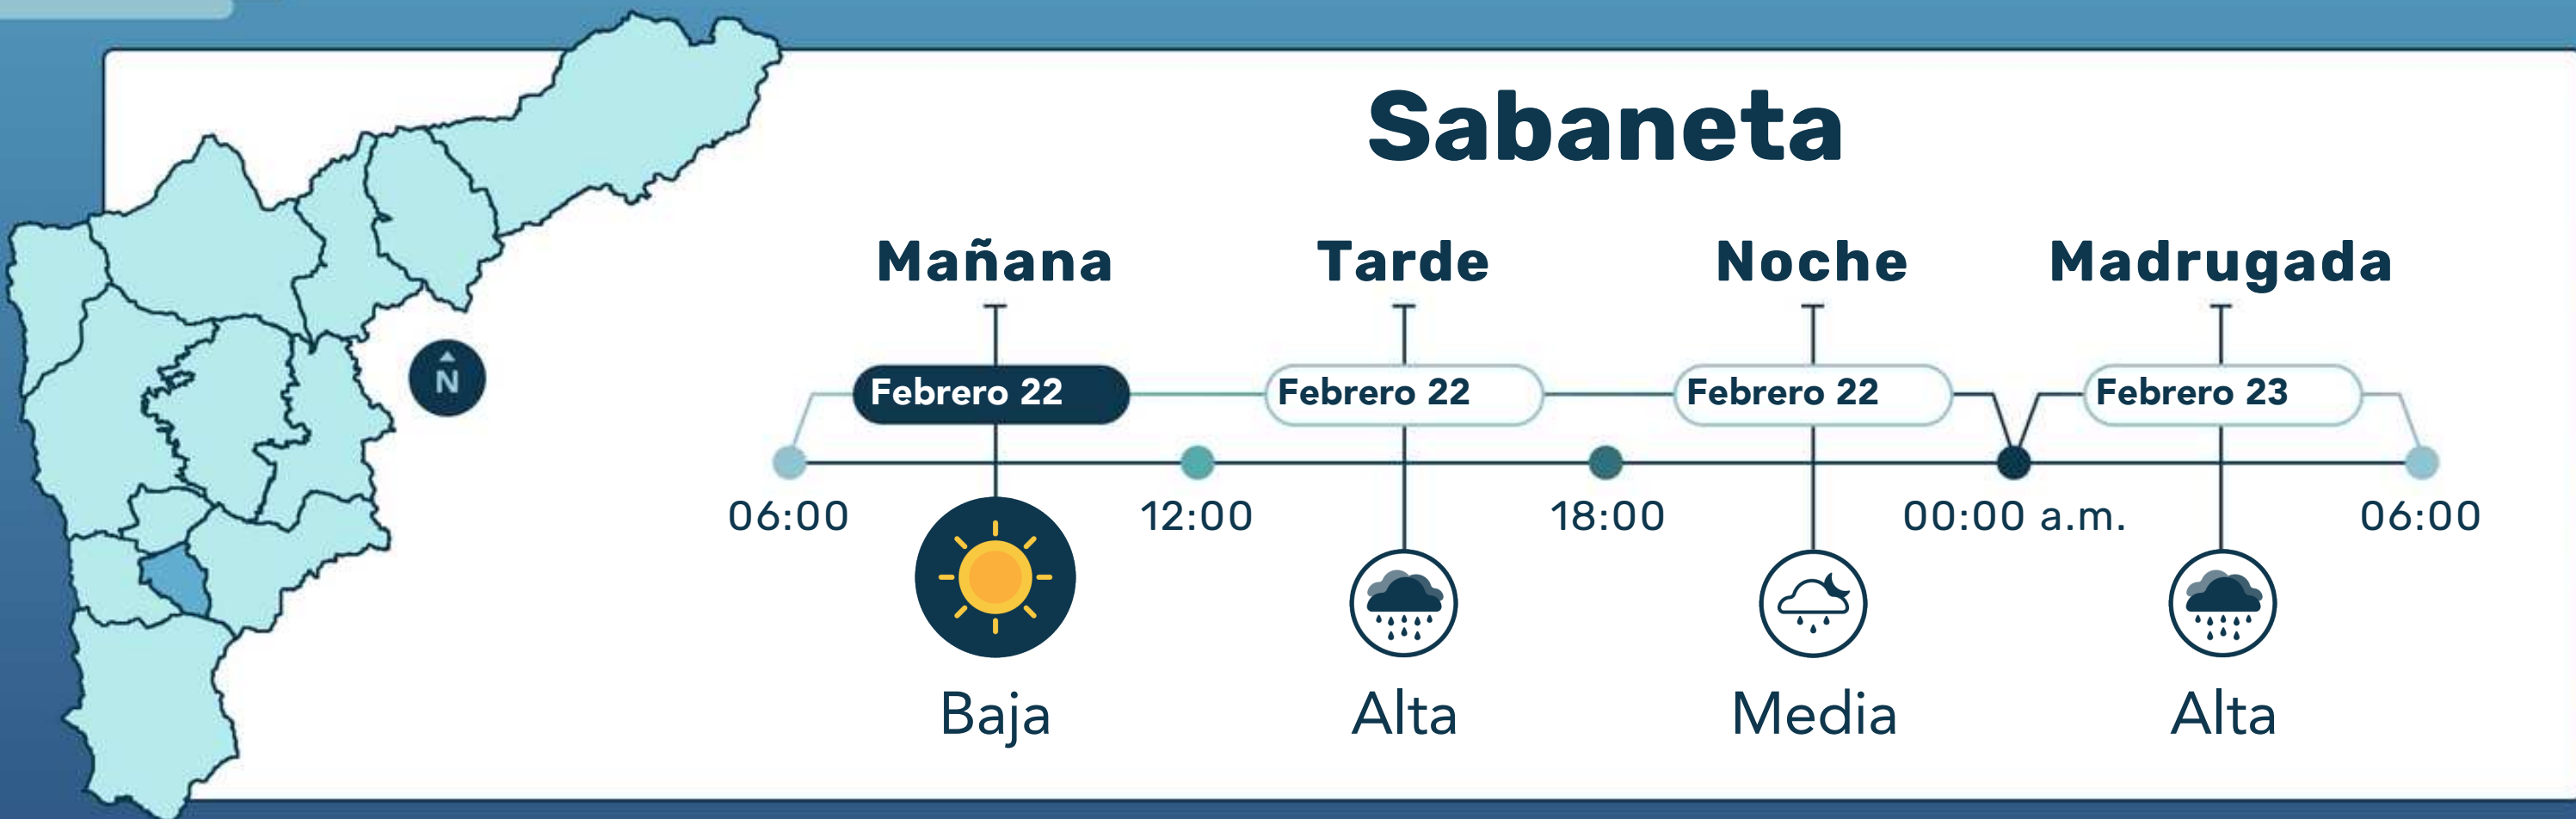 Sabaneta
Mañana Tarde Noche Madrugada
Febrero 22 Febrero 22 Febrero 22 Febrero 23
N
06:00 12:00 18:00 00:00 a.m. 06:00
Baja Alta Media Alta